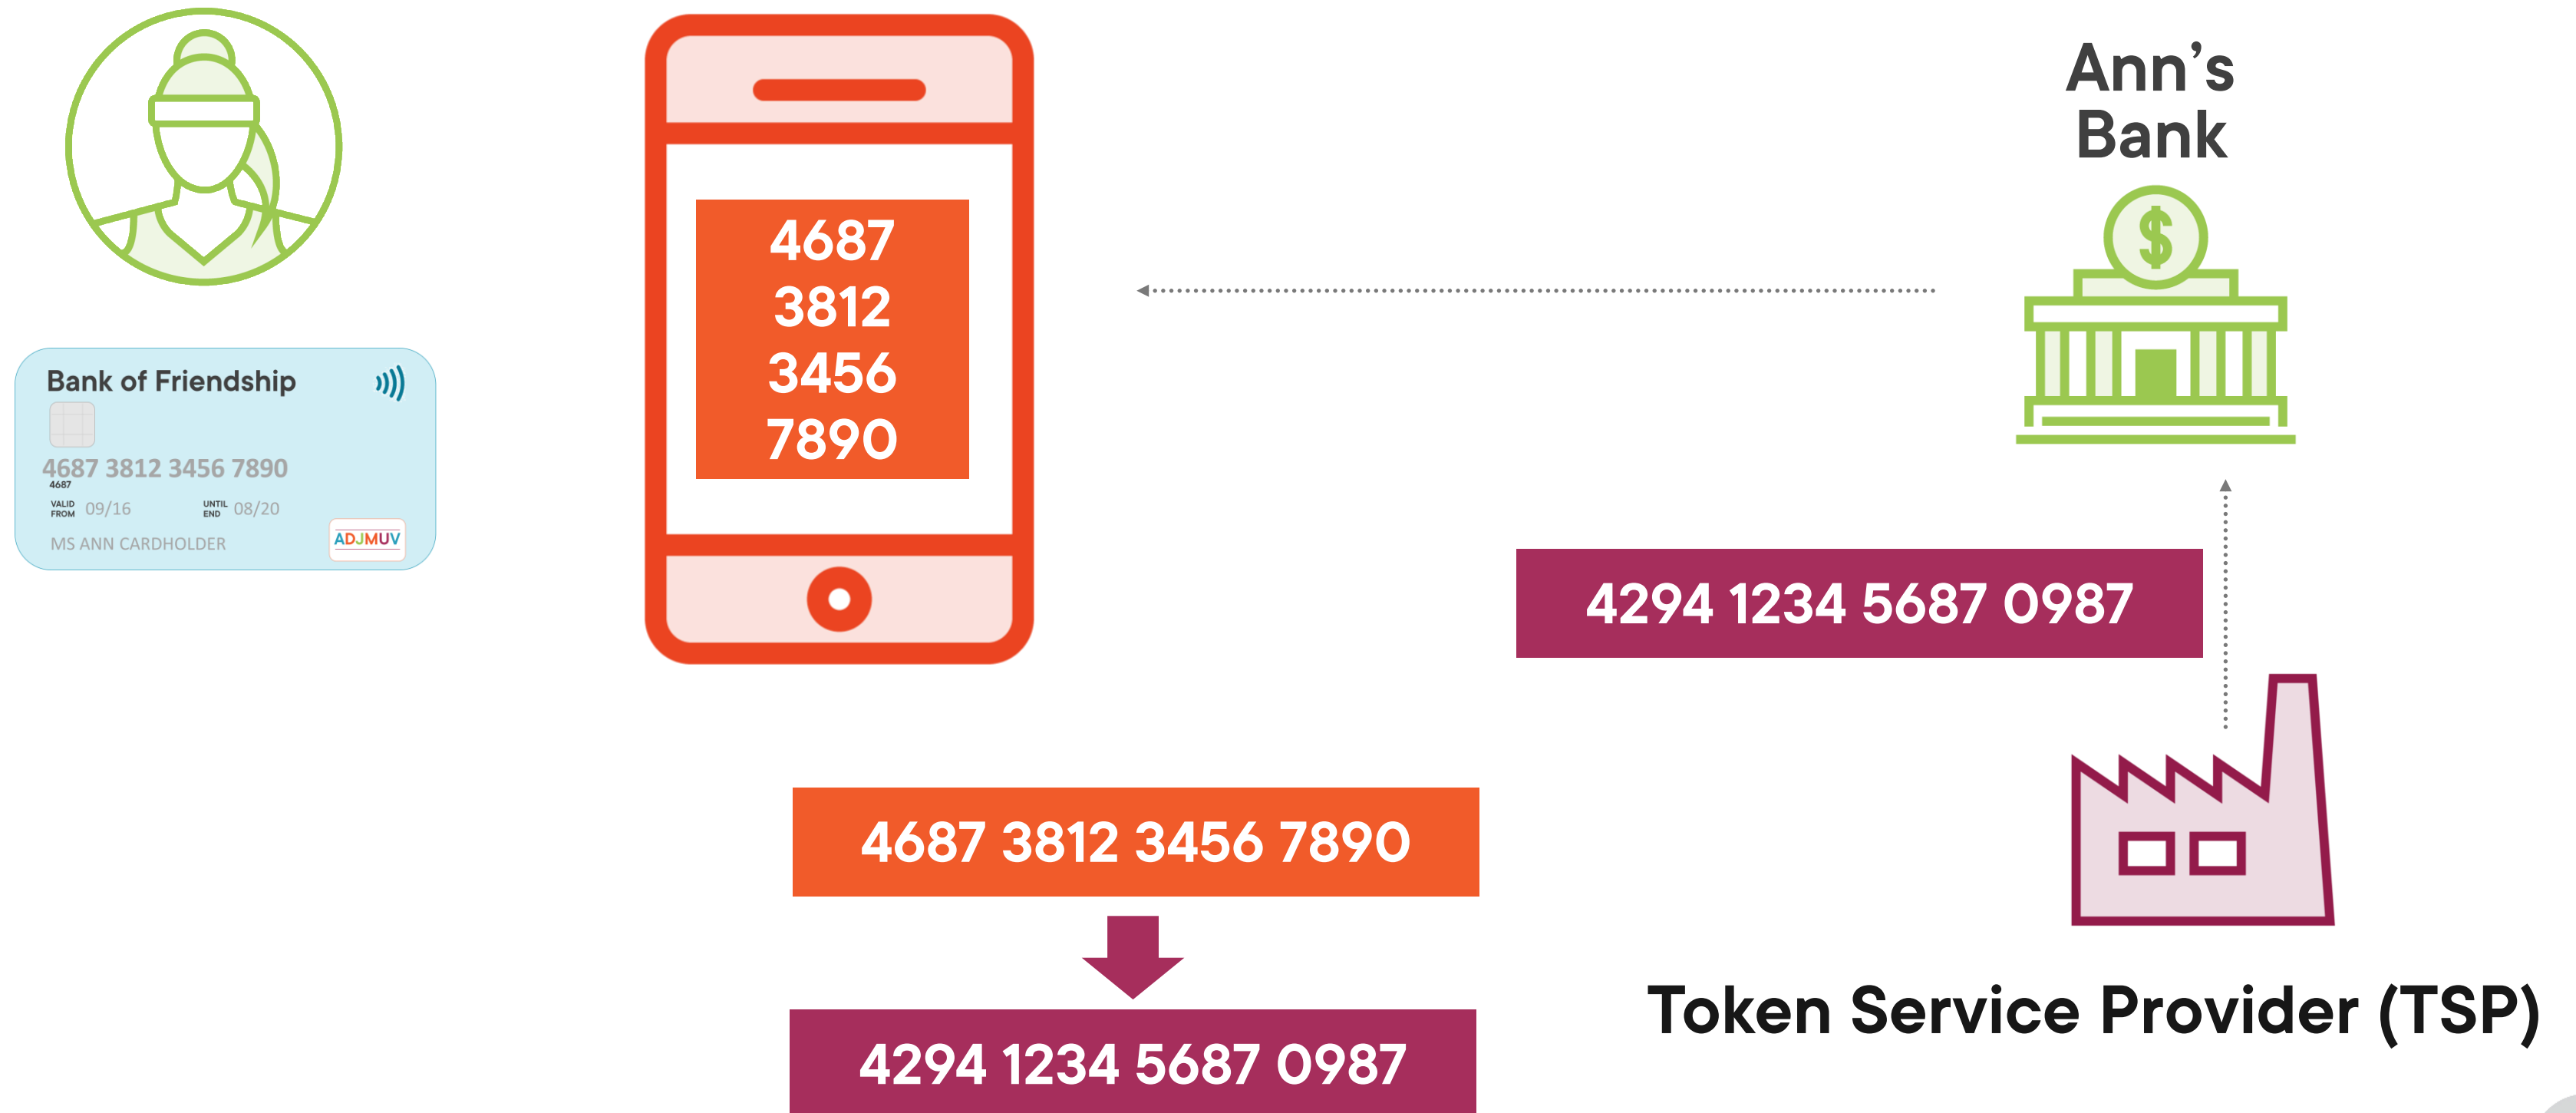 Bank of Friendship
4687 3812 3456 7890
4687
VALID FROM 09/16 UNTIL END 08/20
MS ANN CARDHOLDER
ADJMUV
4687
3812
3456
7890
Ann’s
Bank
$
4294 1234 5687 0987
4687 3812 3456 7890
4294 1234 5687 0987
Token Service Provider (TSP)